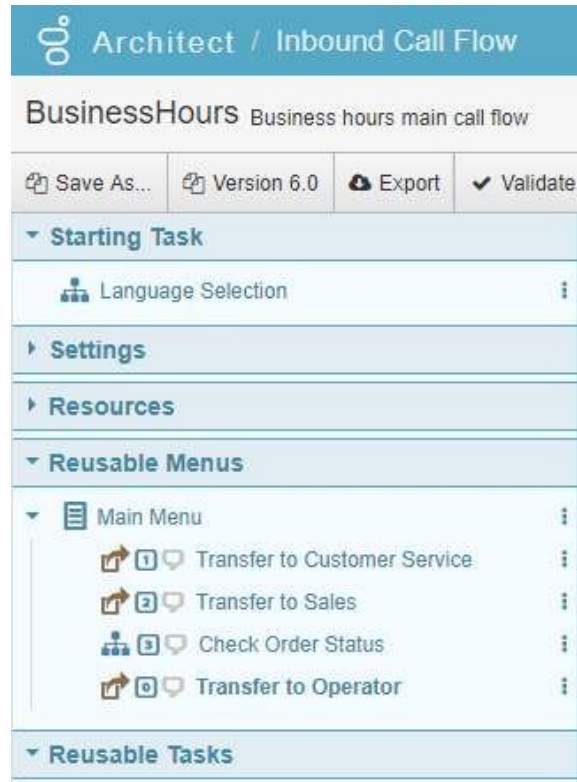 Architect / Inbound Call Flow
BusinessHours Business hours main call flow
Save As... Version 6.0 Export Validate
Starting Task
Language Selection
Settings
Resources
Reusable Menus
Main Menu
1 Transfer to Customer Service
2 Transfer to Sales
3 Check Order Status
0 Transfer to Operator
Reusable Tasks